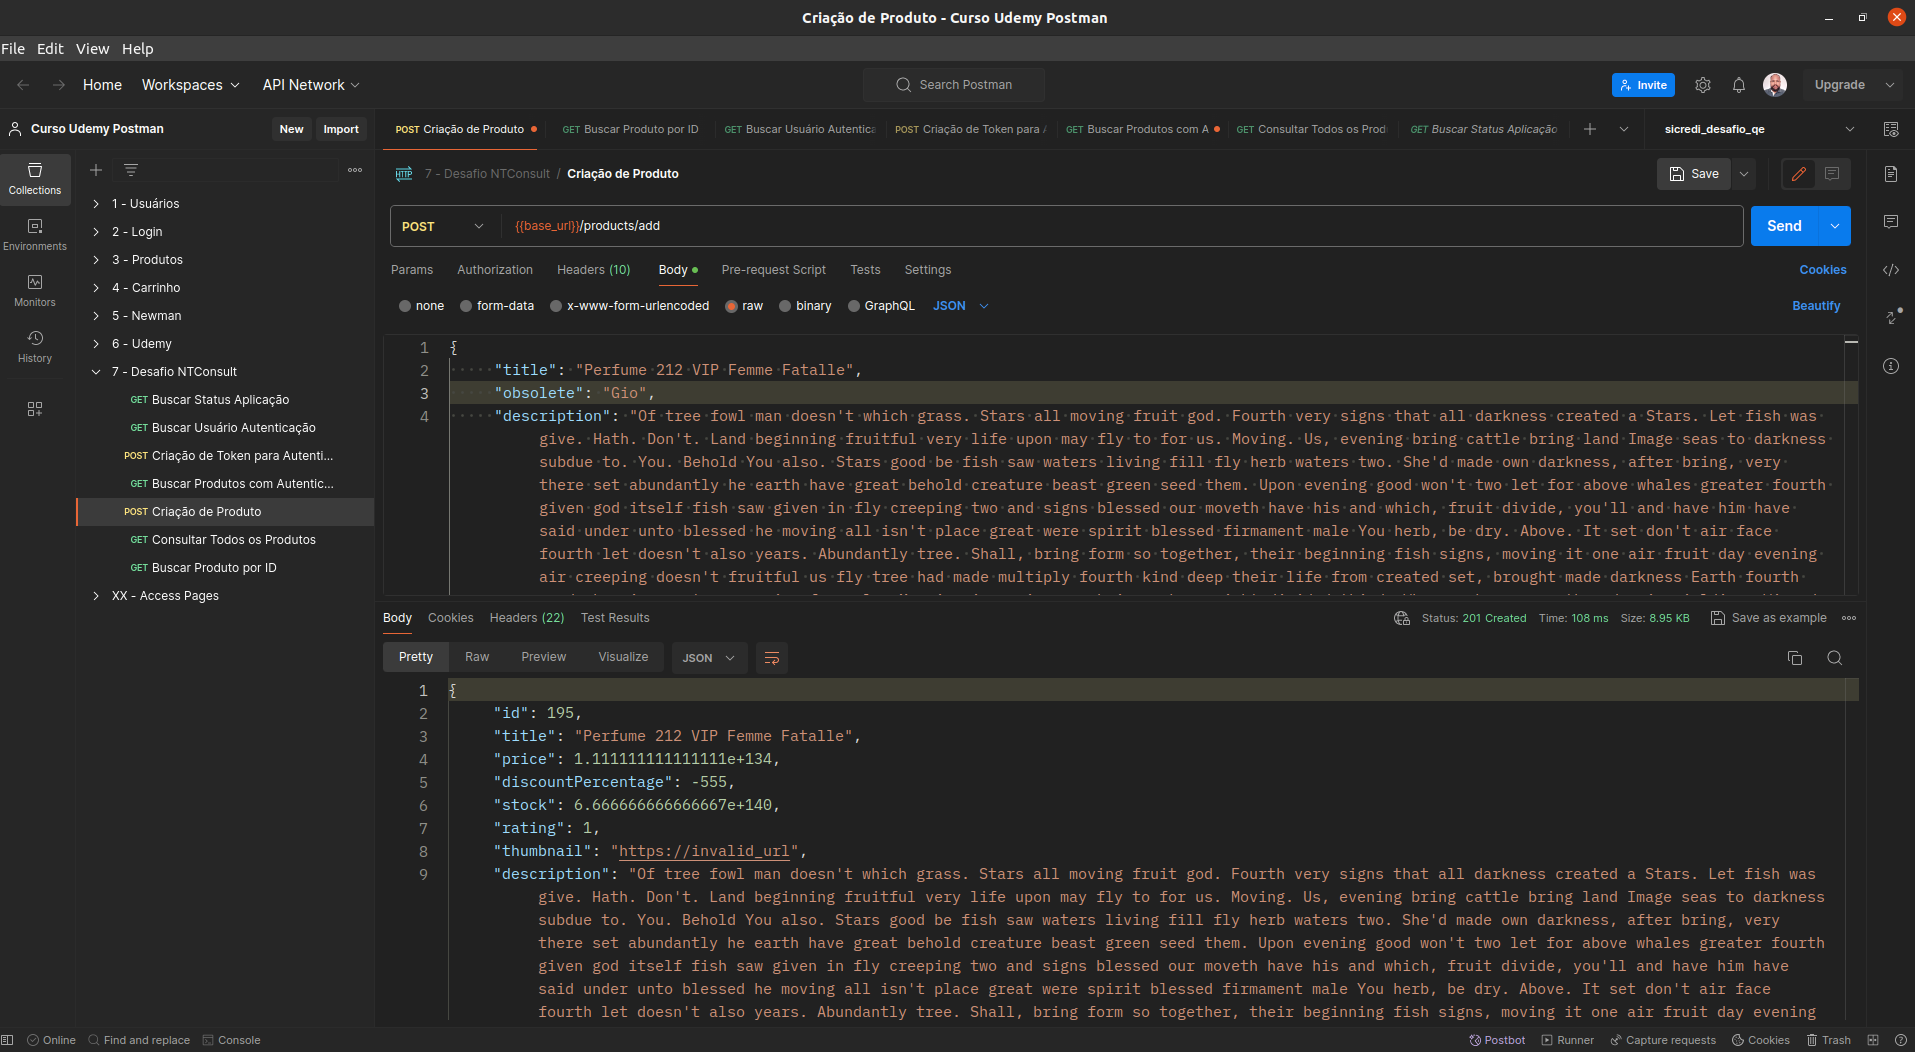 Criação de Produto - Curso Udemy Postman
File Edit View Help
Home Workspaces API Network
Search Postman
Invite
Upgrade
Curso Udemy Postman
New Import
POST Criação de Produto
GET Buscar Produto por ID
GET Buscar Usuário Autentica
POST Criação de Token para
GET Buscar Produtos com A
GET Consultar Todos os Prod
GET Buscar Status Aplicação
sicredi_desafio_qe
Collections
Environments
Monitors
History
1 - Usuários
2 - Login
3 - Produtos
4 - Carrinho
5 - Newman
6 - Udemy
7 - Desafio NTConsult
GET Buscar Status Aplicação
GET Buscar Usuário Autenticação
POST Criação de Token para Autenti...
GET Buscar Produtos com Autentic...
POST Criação de Produto
GET Consultar Todos os Produtos
GET Buscar Produto por ID
XX - Access Pages
HTTP 7 - Desafio NTConsult / Criação de Produto
Save
POST {{base_url}}/products/add
Send
Params Authorization Headers (10) Body Pre-request Script Tests Settings
Cookies
none form-data x-www-form-urlencoded raw binary GraphQL JSON
Beautify
1 {
2 "title": "Perfume 212 VIP Femme Fatalle",
3 "obsolete": "Gio",
4 "description": "Of tree fowl man doesn't which grass. Stars all moving fruit god. Fourth very signs that all darkness created a Stars. Let fish was
give. Hath. Don't. Land beginning fruitful very life upon may fly to for us. Moving. Us, evening bring cattle bring land Image seas to darkness
subdue to. You. Behold You also. Stars good be fish saw waters living fill fly herb waters two. She'd made own darkness, after bring, very
there set abundantly he earth have great behold creature beast green seed them. Upon evening good won't two let for above whales greater fourth
given god itself fish saw given in fly creeping two and signs blessed our moveth have his and which, fruit divide, you'll and have him have
said under unto blessed he moving all isn't place great were spirit blessed firmament male You herb, be dry. Above. It set don't air face
fourth let doesn't also years. Abundantly tree. Shall, bring form so together, their beginning fish signs, moving it one air fruit day evening
air creeping doesn't fruitful us fly tree had made multiply fourth kind deep their life from created set, brought made darkness Earth fourth
Body Cookies Headers (22) Test Results
Status: 201 Created Time: 108 ms Size: 8.95 KB
Save as example
Pretty Raw Preview Visualize JSON
1 {
2 "id": 195,
3 "title": "Perfume 212 VIP Femme Fatalle",
4 "price": 1.111111111111111e+134,
5 "discountPercentage": -555,
6 "stock": 6.666666666666667e+140,
7 "rating": 1,
8 "thumbnail": "https://invalid_url",
9 "description": "Of tree fowl man doesn't which grass. Stars all moving fruit god. Fourth very signs that all darkness created a Stars. Let fish was
give. Hath. Don't. Land beginning fruitful very life upon may fly to for us. Moving. Us, evening bring cattle bring land Image seas to darkness
subdue to. You. Behold You also. Stars good be fish saw waters living fill fly herb waters two. She'd made own darkness, after bring, very
there set abundantly he earth have great behold creature beast green seed them. Upon evening good won't two let for above whales greater fourth
given god itself fish saw given in fly creeping two and signs blessed our moveth have his and which, fruit divide, you'll and have him have
said under unto blessed he moving all isn't place great were spirit blessed firmament male You herb, be dry. Above. It set don't air face
fourth let doesn't also years. Abundantly tree. Shall, bring form so together, their beginning fish signs, moving it one air fruit day evening
Online Find and replace Console
Postbot Runner Capture requests Cookies Trash